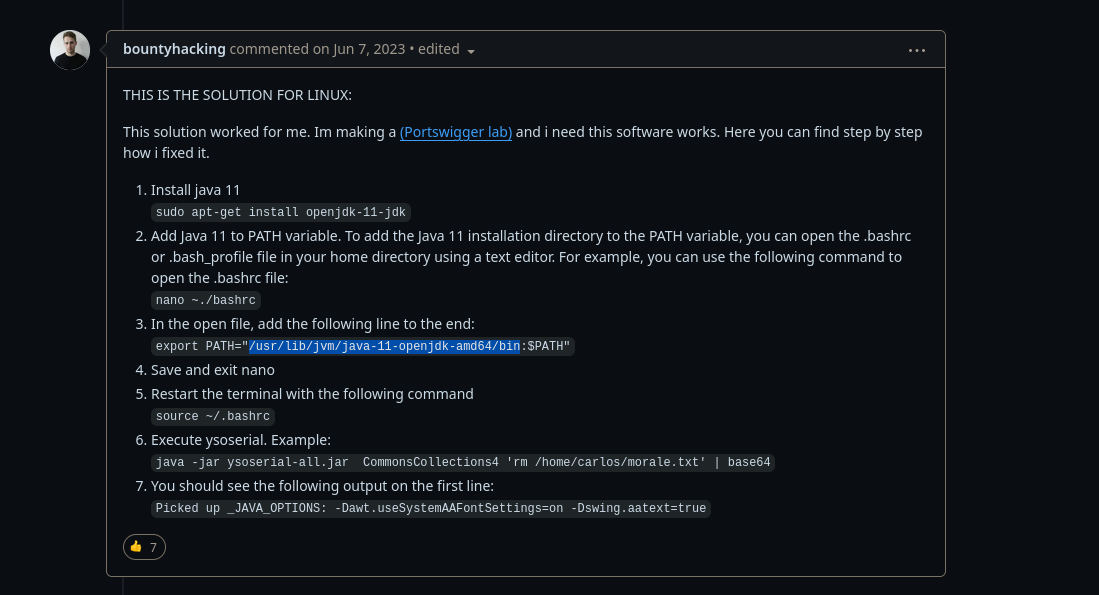 bountyhacking commented on Jun 7, 2023 • edited
THIS IS THE SOLUTION FOR LINUX:
This solution worked for me. Im making a (Portswigger lab) and i need this software works. Here you can find step by step
how i fixed it.
1. Install java 11
sudo apt-get install openjdk-11-jdk
2. Add Java 11 to PATH variable. To add the Java 11 installation directory to the PATH variable, you can open the .bashrc
or .bash_profile file in your home directory using a text editor. For example, you can use the following command to
open the .bashrc file:
nano ~./bashrc
3. In the open file, add the following line to the end:
export PATH="/usr/lib/jvm/java-11-openjdk-amd64/bin:$PATH"
4. Save and exit nano
5. Restart the terminal with the following command
source ~/.bashrc
6. Execute ysoserial. Example:
java -jar ysoserial-all.jar  CommonsCollections4 'rm /home/carlos/morale.txt' | base64
7. You should see the following output on the first line:
Picked up _JAVA_OPTIONS: -Dawt.useSystemAAFontSettings=on -Dswing.aatext=true
👍 7